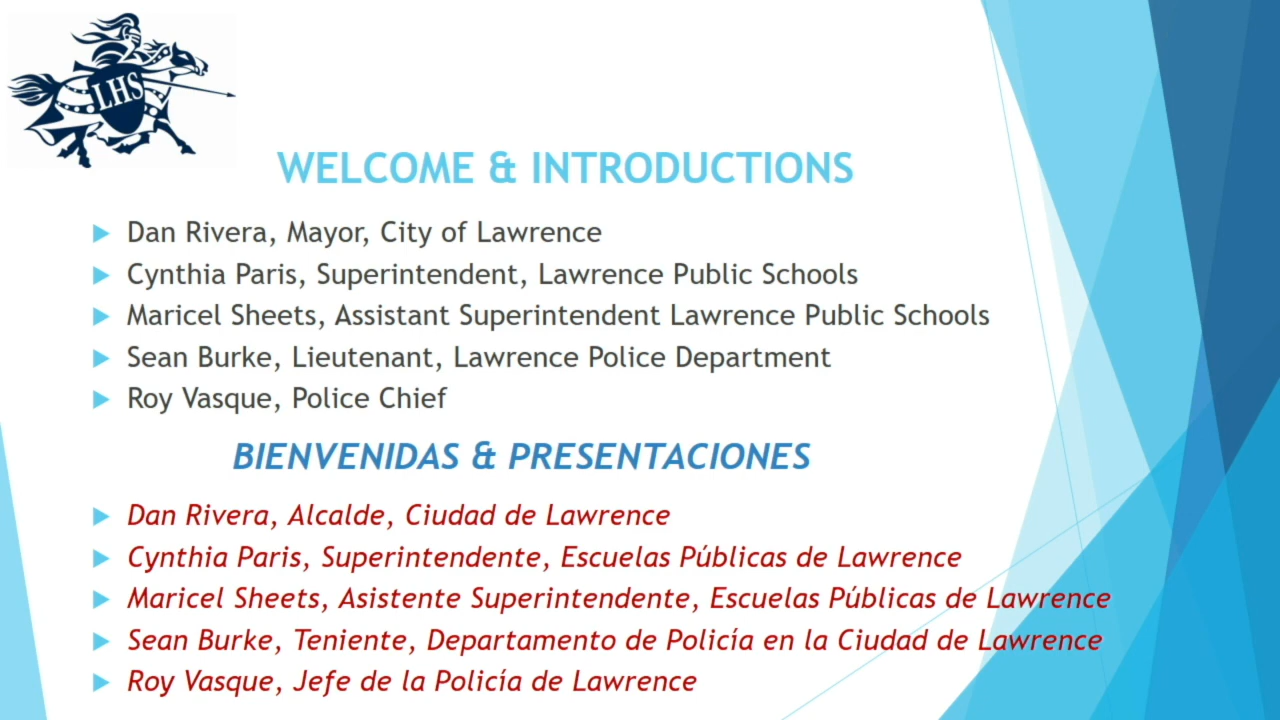 LHS
WELCOME & INTRODUCTIONS
Dan Rivera, Mayor, City of Lawrence
Cynthia Paris, Superintendent, Lawrence Public Schools
Maricel Sheets, Assistant Superintendent Lawrence Public Schools
Sean Burke, Lieutenant, Lawrence Police Department
Roy Vasque, Police Chief
BIENVENIDAS & PRESENTACIONES
Dan Rivera, Alcalde, Ciudad de Lawrence
Cynthia Paris, Superintendente, Escuelas Públicas de Lawrence
Maricel Sheets, Asistente Superintendente, Escuelas Públicas de Lawrence
Sean Burke, Teniente, Departamento de Policía en la Ciudad de Lawrence
Roy Vasque, Jefe de la Policía de Lawrence